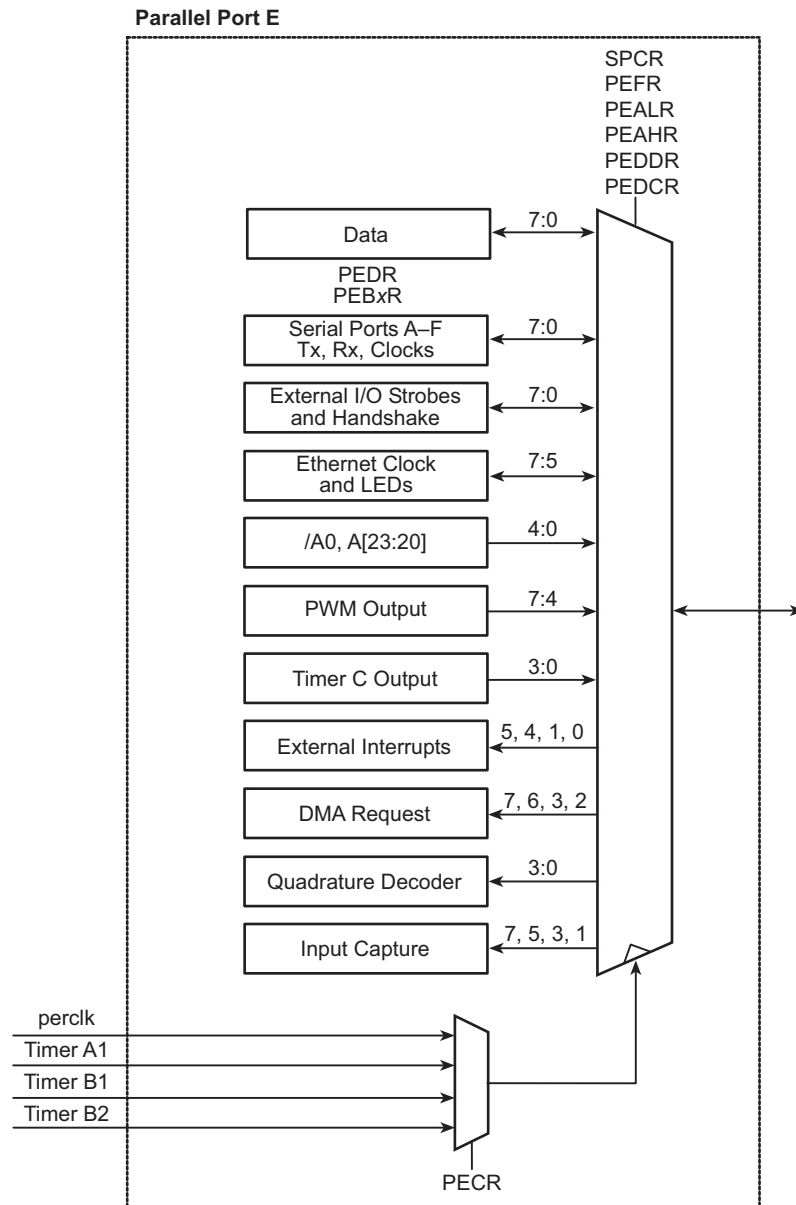 Parallel Port E
SPCR
PEFR
PEALR
PEAHR
PEDDR
PEDCR
Data
7:0
PEDR
PEBxR
Serial Ports A–F
Tx, Rx, Clocks
7:0
External I/O Strobes
and Handshake
7:0
Ethernet Clock
and LEDs
7:5
/A0, A[23:20]
4:0
PWM Output
7:4
Timer C Output
3:0
External Interrupts
5, 4, 1, 0
DMA Request
7, 6, 3, 2
Quadrature Decoder
3:0
Input Capture
7, 5, 3, 1
perclk
Timer A1
Timer B1
Timer B2
PECR